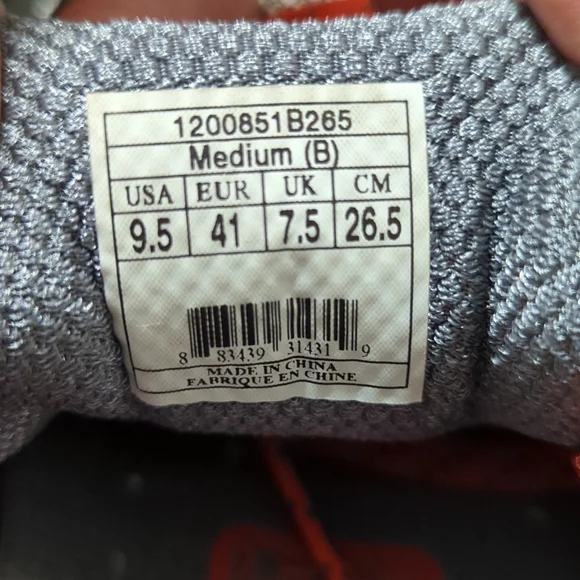 1200851B265
Medium (B)
USA EUR UK CM
9.5 41 7.5 26.5
8 83439 31431 9
MADE IN CHINA
FABRIQUE EN CHINE